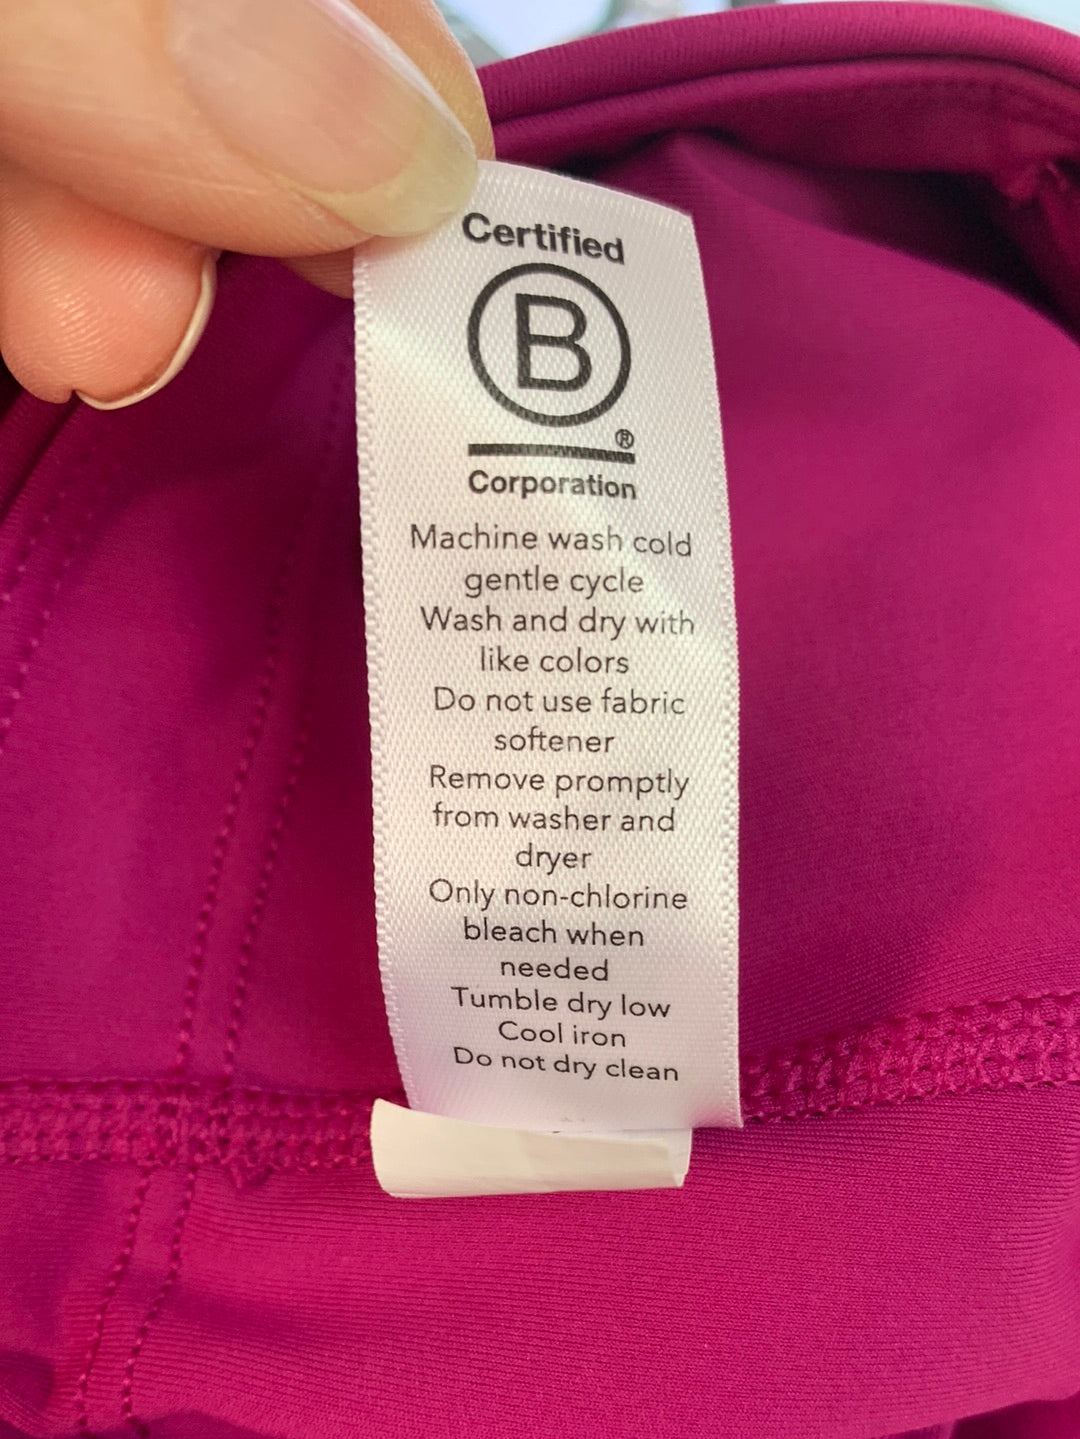 Certified
B
®
Corporation
Machine wash cold
gentle cycle
Wash and dry with
like colors
Do not use fabric
softener
Remove promptly
from washer and
dryer
Only non-chlorine
bleach when
needed
Tumble dry low
Cool iron
Do not dry clean